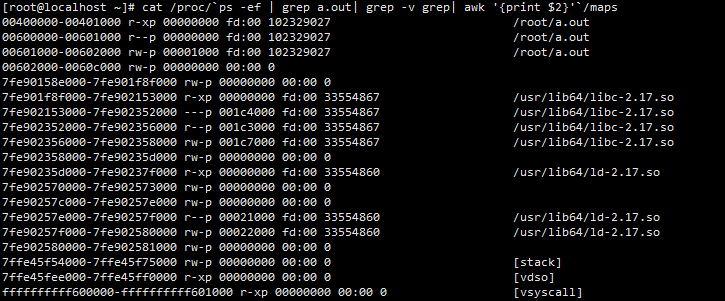 [root@localhost ~]# cat /proc/`ps -ef | grep a.out| grep -v grep| awk '{print $2}'`/maps
00400000-00401000 r-xp 00000000 fd:00 102329027 /root/a.out
00600000-00601000 r--p 00000000 fd:00 102329027 /root/a.out
00601000-00602000 rw-p 00001000 fd:00 102329027 /root/a.out
00602000-0060c000 rw-p 00000000 00:00 0
7fe90158e000-7fe901f8f000 rw-p 00000000 00:00 0
7fe901f8f000-7fe902153000 r-xp 00000000 fd:00 33554867 /usr/lib64/libc-2.17.so
7fe902153000-7fe902352000 ---p 001c4000 fd:00 33554867 /usr/lib64/libc-2.17.so
7fe902352000-7fe902356000 r--p 001c3000 fd:00 33554867 /usr/lib64/libc-2.17.so
7fe902356000-7fe902358000 rw-p 001c7000 fd:00 33554867 /usr/lib64/libc-2.17.so
7fe902358000-7fe90235d000 rw-p 00000000 00:00 0
7fe90235d000-7fe90237f000 r-xp 00000000 fd:00 33554860 /usr/lib64/ld-2.17.so
7fe902570000-7fe902573000 rw-p 00000000 00:00 0
7fe90257c000-7fe90257e000 rw-p 00000000 00:00 0
7fe90257e000-7fe90257f000 r--p 00021000 fd:00 33554860 /usr/lib64/ld-2.17.so
7fe90257f000-7fe902580000 rw-p 00022000 fd:00 33554860 /usr/lib64/ld-2.17.so
7fe902580000-7fe902581000 rw-p 00000000 00:00 0
7ffe45f54000-7ffe45f75000 rw-p 00000000 00:00 0 [stack]
7ffe45fee000-7ffe45ff0000 r-xp 00000000 00:00 0 [vdso]
ffffffffff600000-ffffffffff601000 r-xp 00000000 00:00 0 [vsyscall]